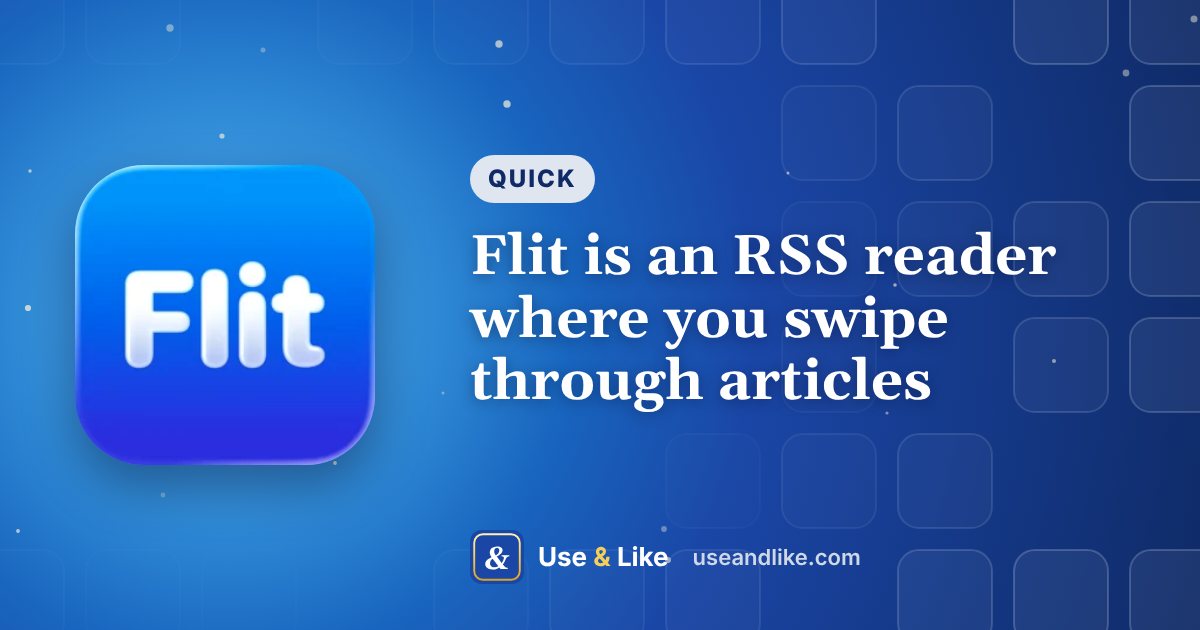 Flit
QUICK
Flit is an RSS reader
where you swipe
through articles
& Use & Like useandlike.com